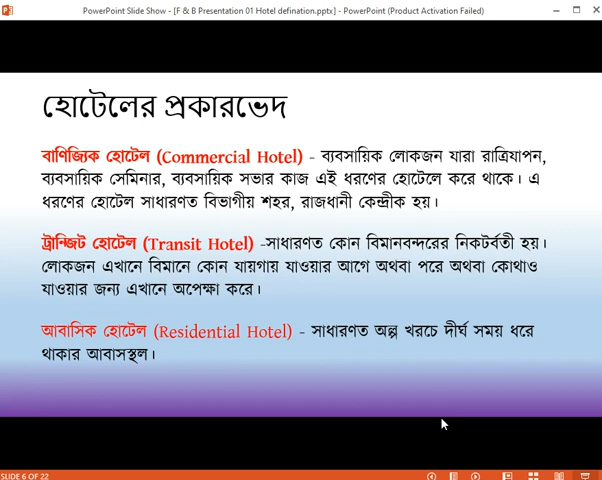 PowerPoint Slide Show - [F & B Presentation 01 Hotel defination.pptx] - PowerPoint (Product Activation Failed)
হোটেলের প্রকারভেদ
বাণিজ্যিক হোটেল (Commercial Hotel) - ব্যবসায়িক লোকজন যারা রাত্রিযাপন,
ব্যবসায়িক সেমিনার, ব্যবসায়িক সভার কাজ এই ধরণের হোটেলে করে থাকে। এ
ধরণের হোটেল সাধারণত বিভাগীয় শহর, রাজধানী কেন্দ্রীক হয়।
ট্রানজিট হোটেল (Transit Hotel) -সাধারণত কোন বিমানবন্দরের নিকটবর্তী হয়।
লোকজন এখানে বিমানে কোন যায়গায় যাওয়ার আগে অথবা পরে অথবা কোথাও
যাওয়ার জন্য এখানে অপেক্ষা করে।
আবাসিক হোটেল (Residential Hotel) - সাধারণত অল্প খরচে দীর্ঘ সময় ধরে
থাকার আবাসস্থল।
SLIDE 6 OF 22